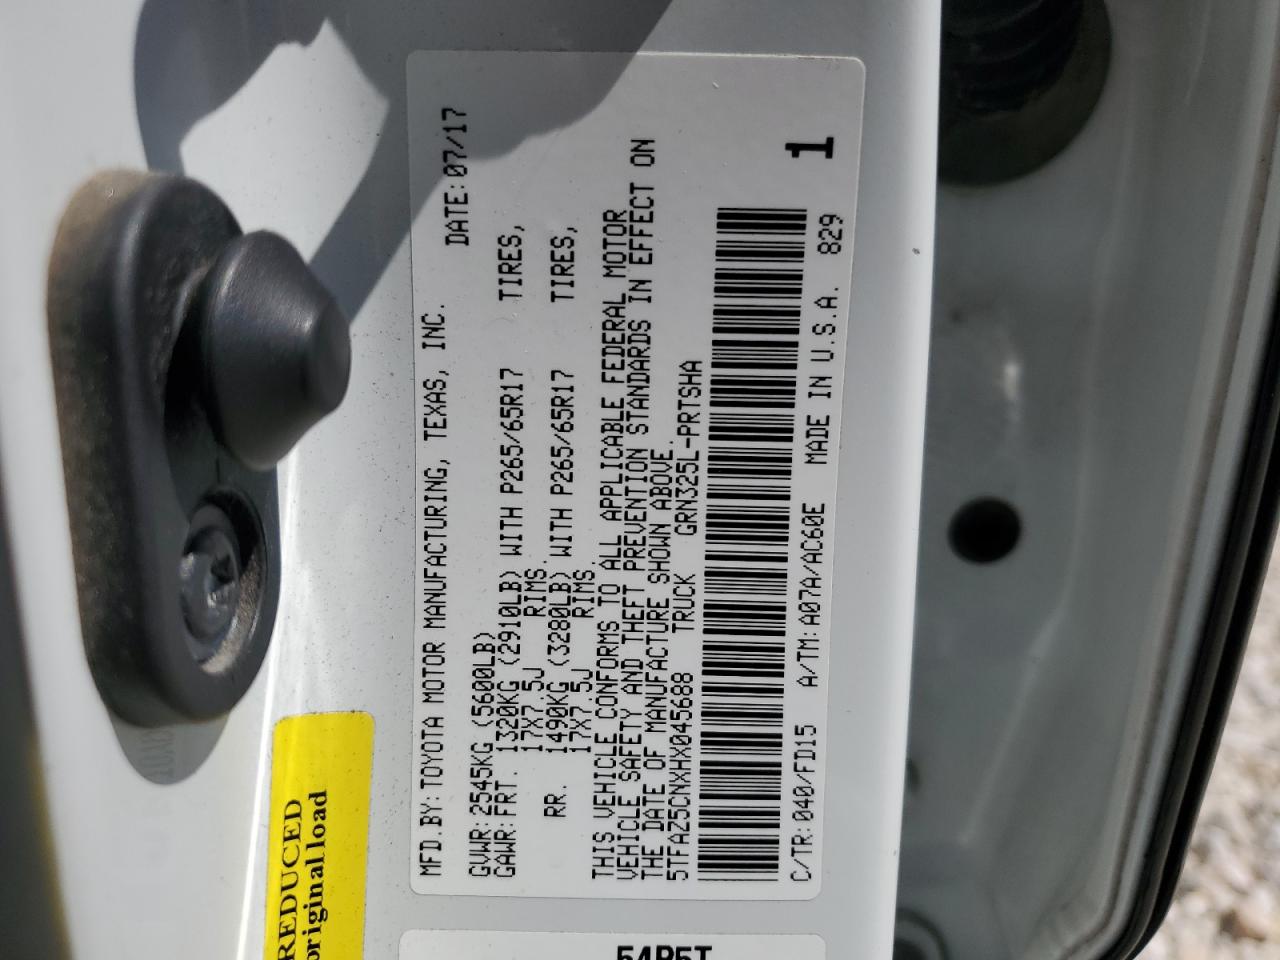 MFD.BY: TOYOTA MOTOR MANUFACTURING, TEXAS, INC.
DATE: 07/17
GVWR: 2545KG (5600LB)
GAWR: FRT. 1320KG (2910LB) WITH P265/65R17 TIRES,
17X7.5J RIMS.
RR. 1490KG (3280LB) WITH P265/65R17 TIRES,
17X7.5J RIMS
THIS VEHICLE CONFORMS TO ALL APPLICABLE FEDERAL MOTOR
VEHICLE SAFETY AND THEFT PREVENTION STANDARDS IN EFFECT ON
THE DATE OF MANUFACTURE SHOWN ABOVE.
5TFAZ5CNXHX045688 TRUCK GRN325L-PRTSHA
1
C/TR: 040/FD15 A/TM: A07A/AC60E MADE IN U.S.A. 829
REDUCED
original load